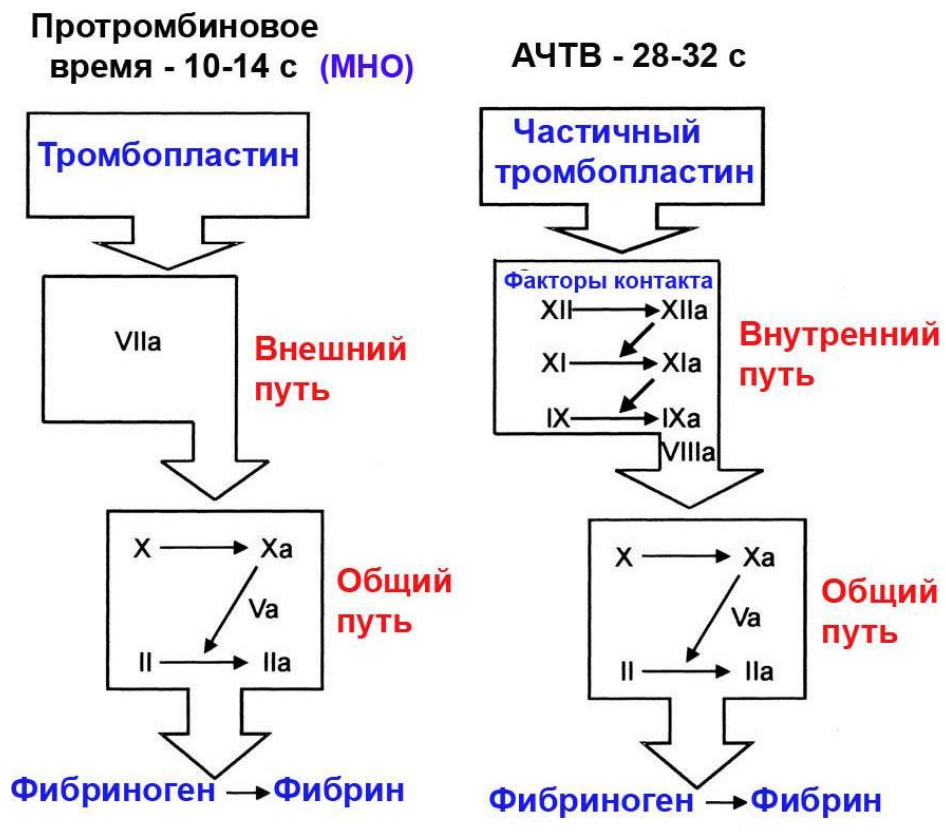 Протромбиновое
время - 10-14 с (МНО)
Тромбопластин
VIIa
Внешний
путь
X Xa
Va
II IIa
Общий
путь
Фибриноген Фибрин
АЧТВ - 28-32 с
Частичный
тромбопластин
Факторы контакта
XII XIIa
XI XIa
IX IXa
VIIIa
Внутренний
путь
X Xa
Va
II IIa
Общий
путь
Фибриноген Фибрин